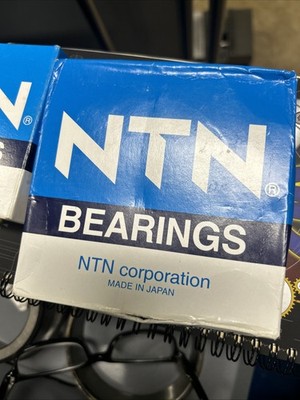 N®
S
NTN®
BEARINGS
NTN corporation
MADE IN JAPAN